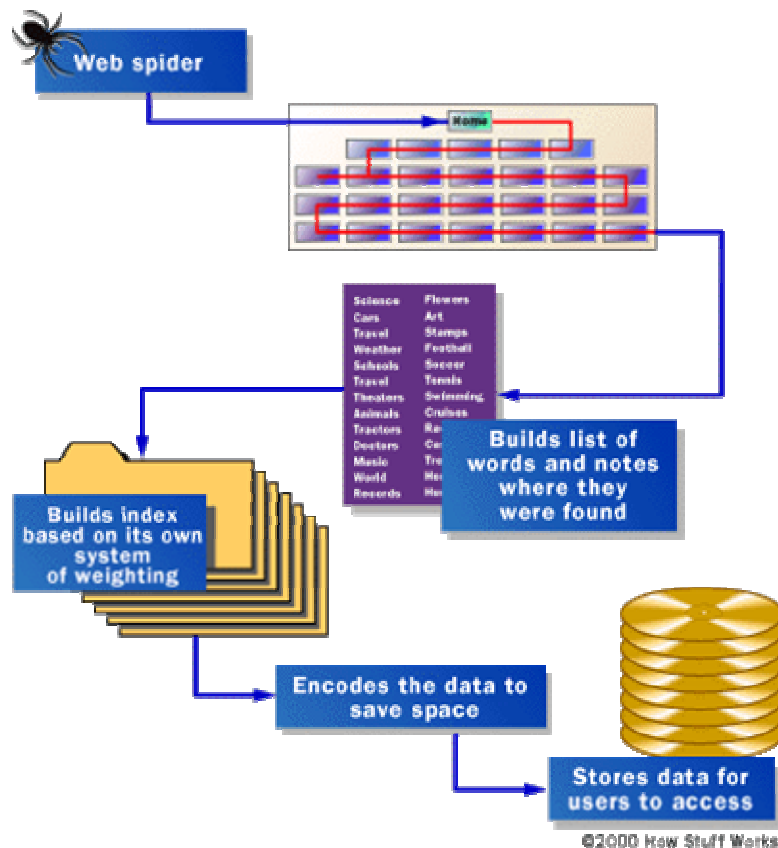 Web spider
Home
Science Flowers
Cars Art
Travel Stamps
Weather Football
Schools Soccer
Travel Tennis
Theaters Swimming
Animals Cruises
Tractors
Doctors
Music
World
Records
Builds list of
words and notes
where they
were found
Builds index
based on its own
system
of weighting
Encodes the data to
save space
Stores data for
users to access
©2000 How Stuff Works